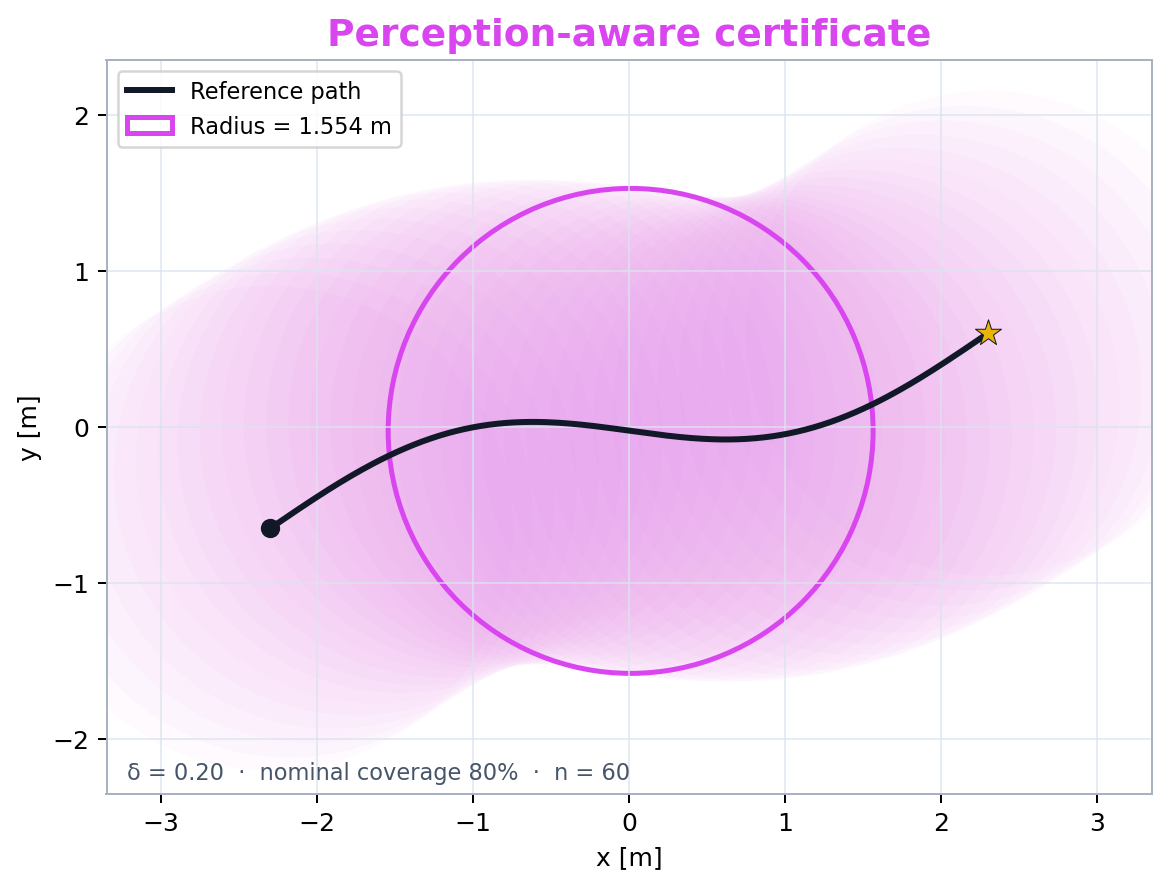 Perception-aware certificate
Reference path
Radius = 1.554 m
2
1
0
−1
−2
y [m]
δ = 0.20 · nominal coverage 80% · n = 60
−3 −2 −1 0 1 2 3
x [m]